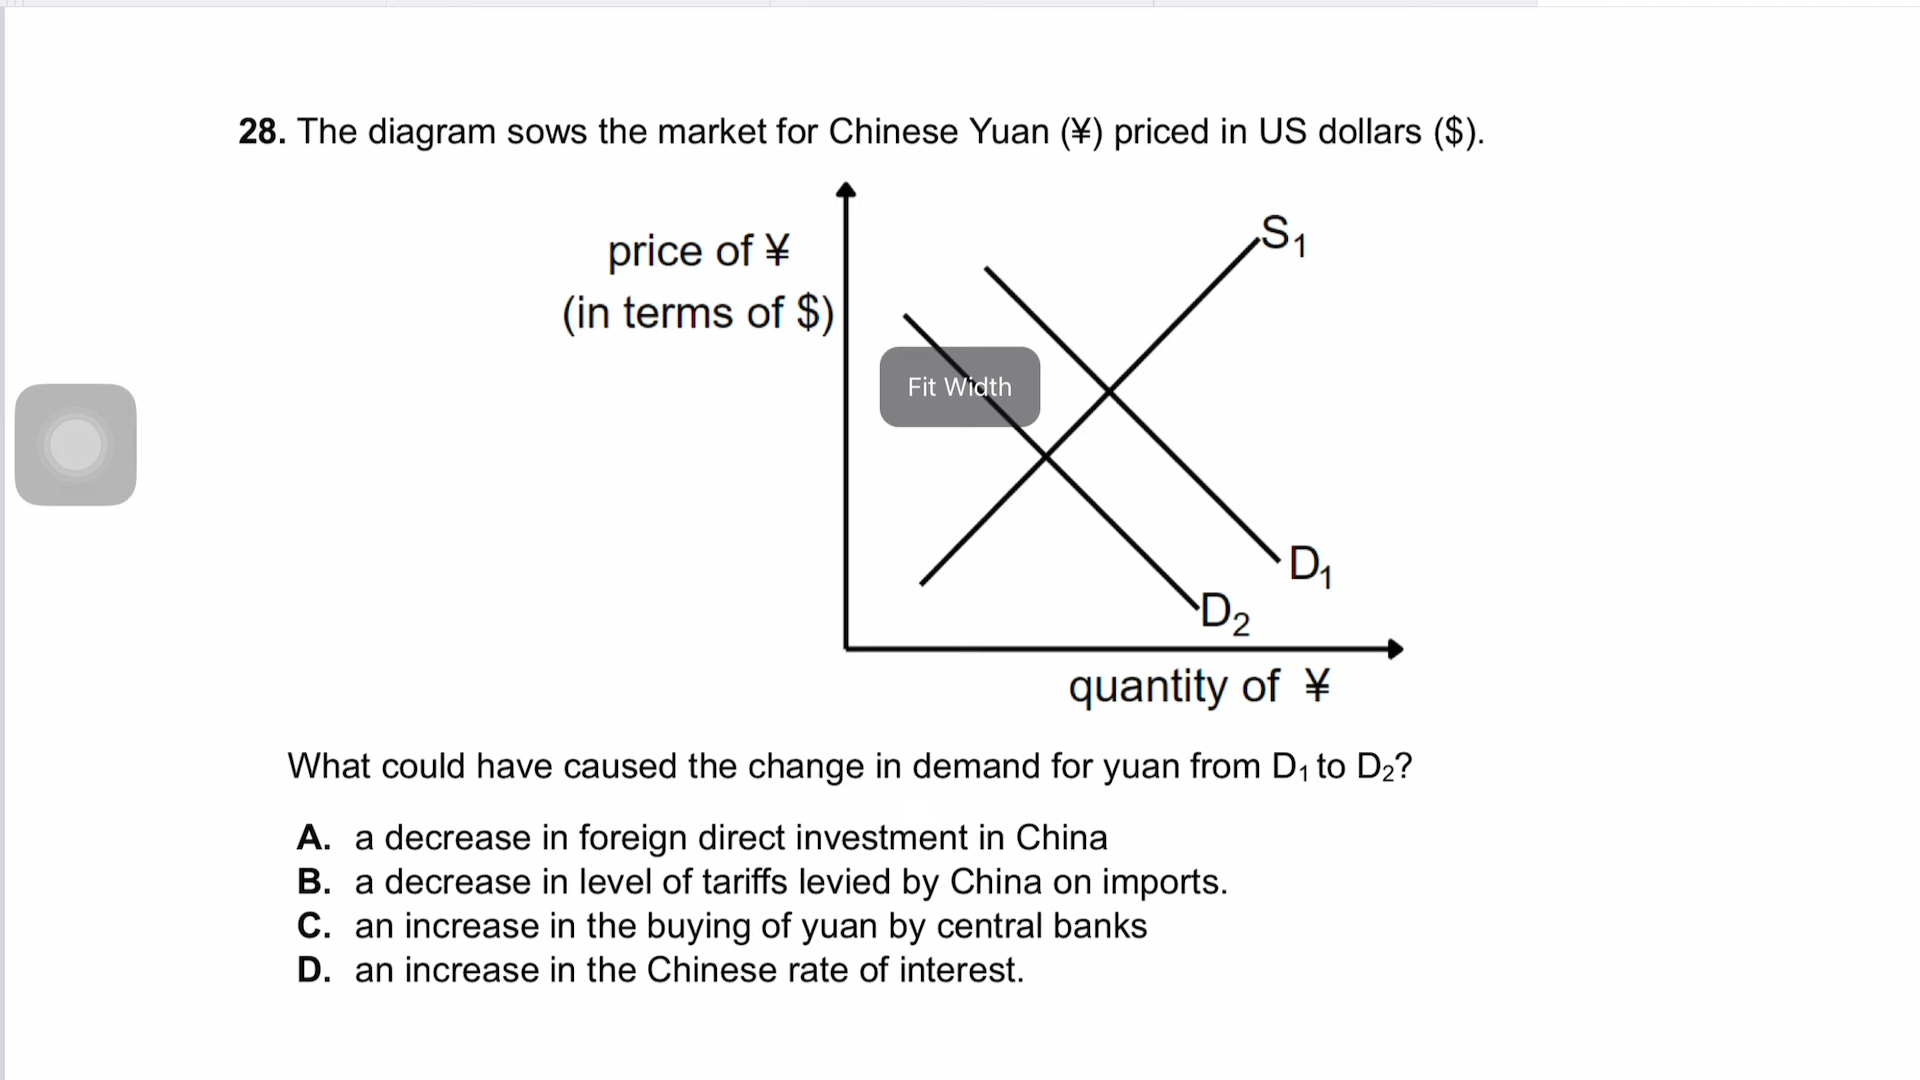 28. The diagram sows the market for Chinese Yuan (¥) priced in US dollars ($).
price of ¥
(in terms of $)
S₁
Fit Width
D₁
D₂
quantity of ¥
What could have caused the change in demand for yuan from D₁ to D₂?
A. a decrease in foreign direct investment in China
B. a decrease in level of tariffs levied by China on imports.
C. an increase in the buying of yuan by central banks
D. an increase in the Chinese rate of interest.